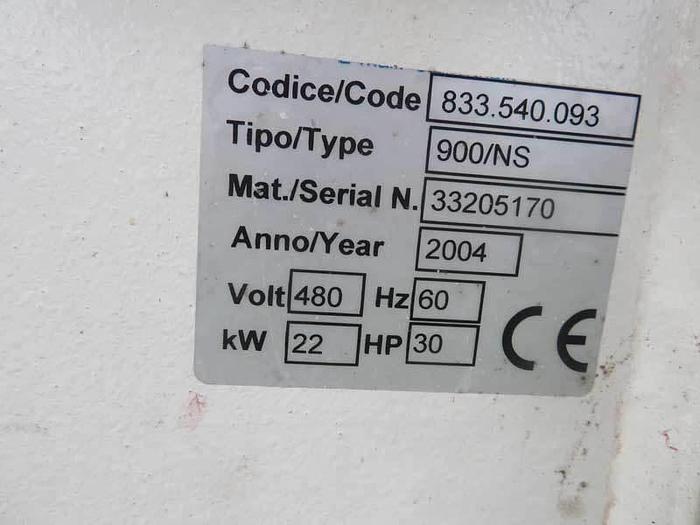 Codice/Code 833.540.093
Tipo/Type 900/NS
Mat./Serial N. 33205170
Anno/Year 2004
Volt 480 Hz 60
kW 22 HP 30 CE